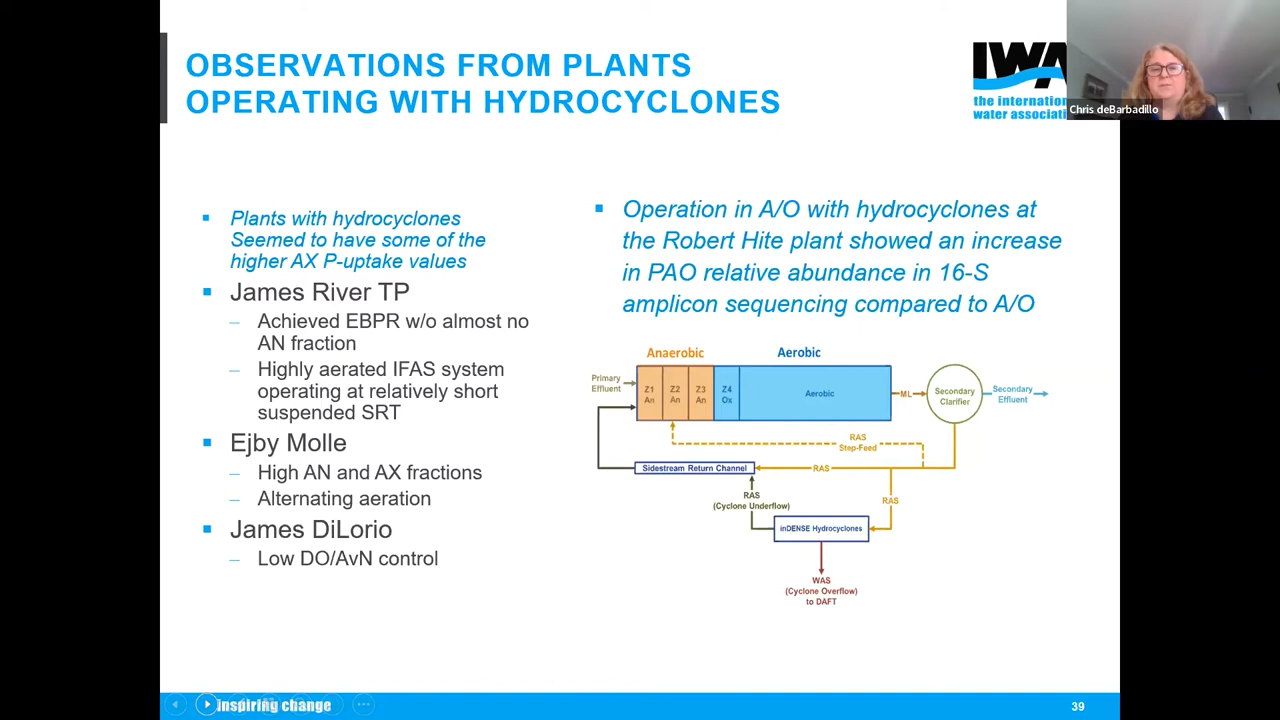 OBSERVATIONS FROM PLANTS
OPERATING WITH HYDROCYCLONES
IWA
the internation
water associati
Chris deBarbadillo
Plants with hydrocyclones
Seemed to have some of the
higher AX P-uptake values
James River TP
– Achieved EBPR w/o almost no
AN fraction
– Highly aerated IFAS system
operating at relatively short
suspended SRT
Ejby Molle
– High AN and AX fractions
– Alternating aeration
James DiLorio
– Low DO/AvN control
Operation in A/O with hydrocyclones at
the Robert Hite plant showed an increase
in PAO relative abundance in 16-S
amplicon sequencing compared to A/O
Anaerobic
Aerobic
Primary
Effluent
Z1
An
Z2
An
Z3
An
Z4
Ox
Aerobic
ML
Secondary
Clarifier
Secondary
Effluent
RAS
Step-Feed
Sidestream Return Channel
RAS
RAS
(Cyclone Underflow)
RAS
inDENSE Hydrocyclones
WAS
(Cyclone Overflow)
to DAFT
inspiring change
39